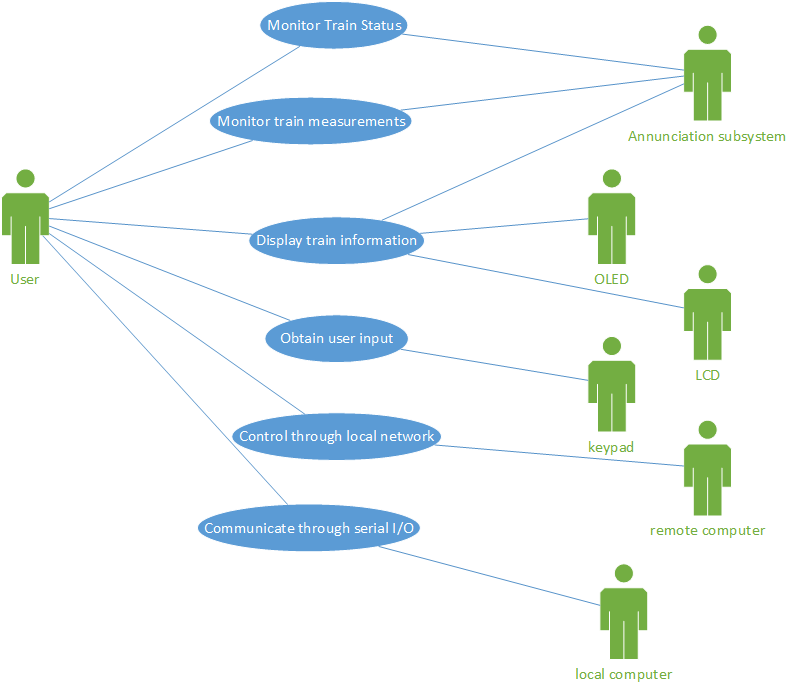 Monitor Train Status
Annunciation subsystem
Monitor train measurements
User
Display train information
OLED
Obtain user input
LCD
keypad
Control through local network
remote computer
Communicate through serial I/O
local computer